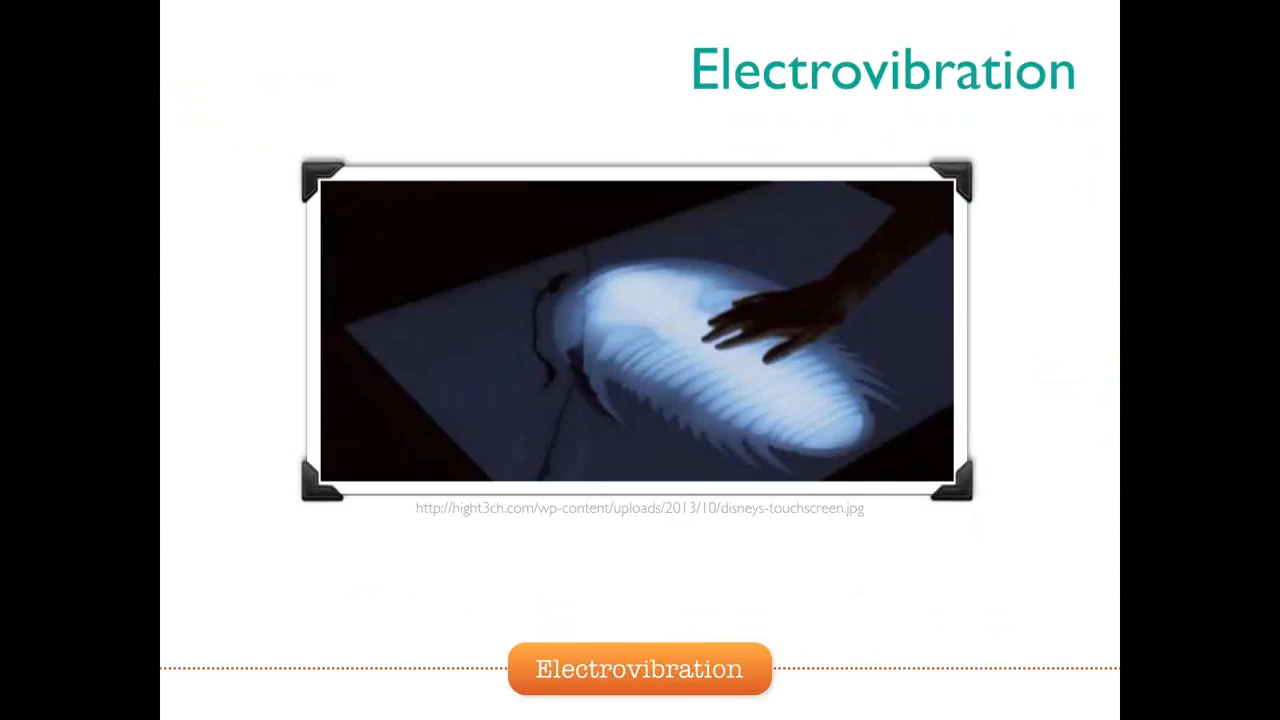 Electrovibration
http://hight3ch.com/wp-content/uploads/2013/10/disneys-touchscreen.jpg
Electrovibration